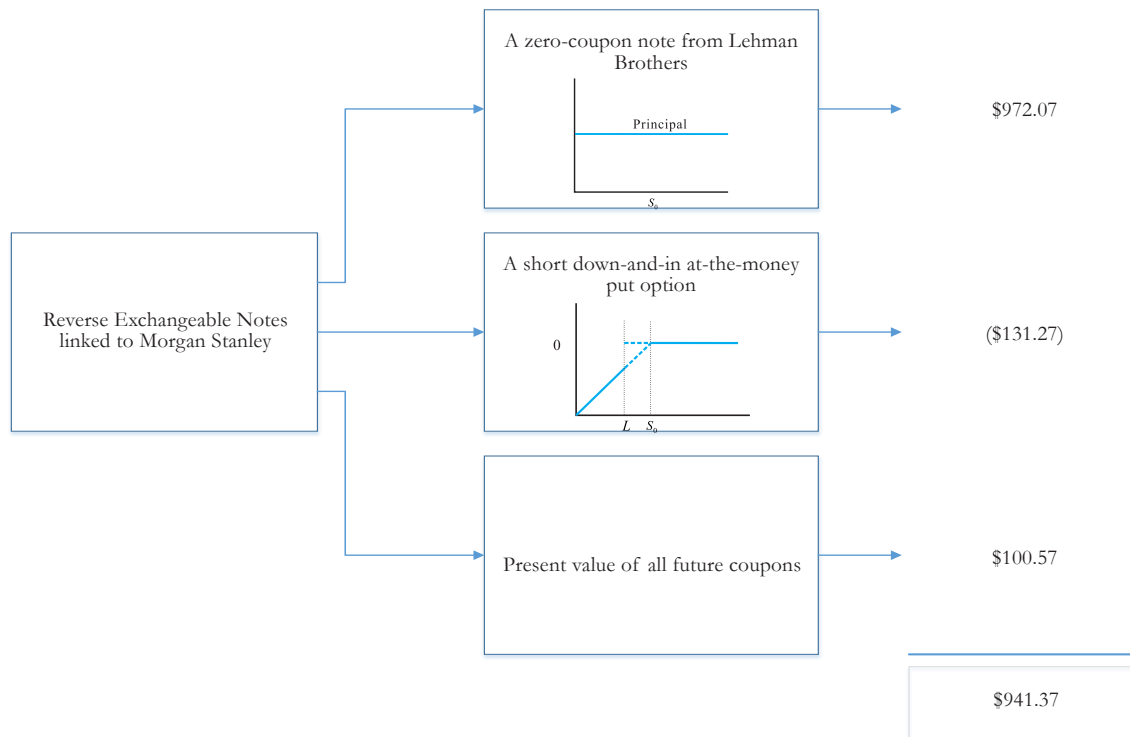 A zero-coupon note from Lehman
Brothers
Principal
S₀
$972.07
Reverse Exchangeable Notes
linked to Morgan Stanley
A short down-and-in at-the-money
put option
0
L S₀
($131.27)
Present value of all future coupons
$100.57
$941.37